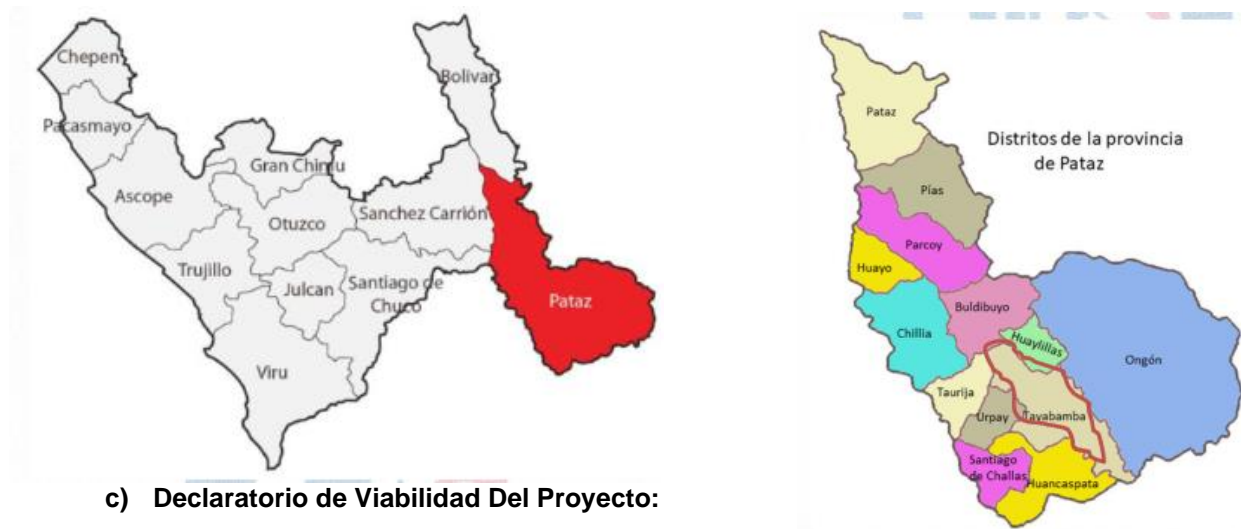 Chepen
Bolivar
Pacasmayo
Gran Chimu
Ascope
Sanchez Carrión
Otuzco
Trujillo
Julcan
Santiago de
Chuco
Pataz
Viru
Distritos de la provincia
de Pataz
Pataz
Pías
Parcoy
Huayo
Buldibuyo
Chillia
Huaylillas
Ongón
Taurija
Urpay
Tayabamba
Santiago
de Challas
Huancaspata
c) Declaratorio de Viabilidad Del Proyecto: